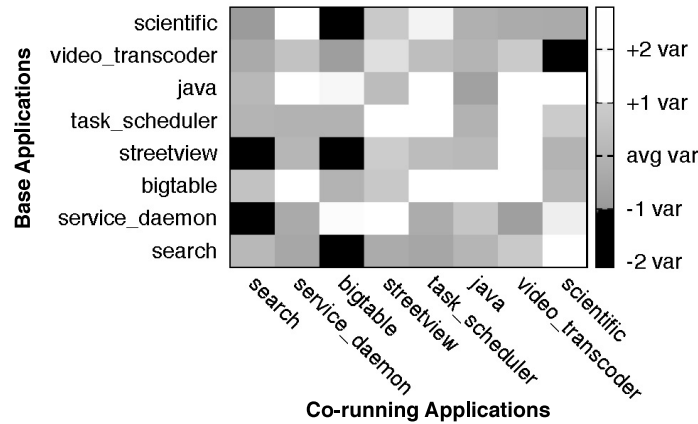 Base Applications
scientific
video_transcoder
java
task_scheduler
streetview
bigtable
service_daemon
search
+2 var
+1 var
avg var
-1 var
-2 var
search
service_daemon
bigtable
streetview
task_scheduler
java
video_transcoder
scientific
Co-running Applications